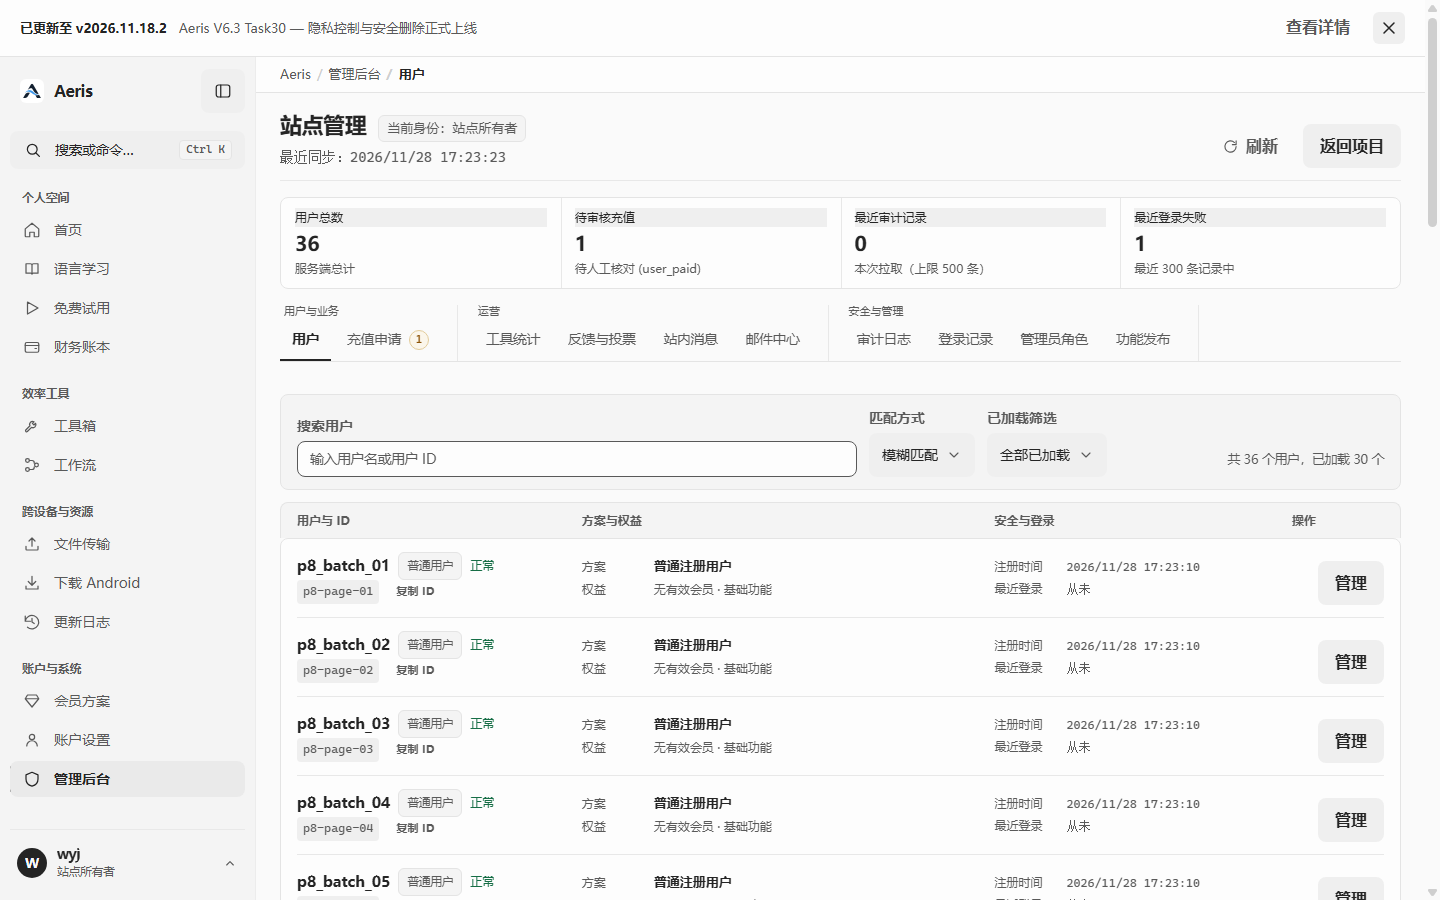 已更新至 v2026.11.18.2 Aeris V6.3 Task30 — 隐私控制与安全删除正式上线
查看详情
Aeris
搜索或命令... Ctrl K
个人空间
首页
语言学习
免费试用
财务账本
效率工具
工具箱
工作流
跨设备与资源
文件传输
下载 Android
更新日志
账户与系统
会员方案
账户设置
管理后台
W wyj
站点所有者
Aeris / 管理后台 / 用户
站点管理 当前身份：站点所有者
最近同步：2026/11/28 17:23:23
刷新 返回项目
用户总数
36
服务端总计
待审核充值
1
待人工核对 (user_paid)
最近审计记录
0
本次拉取（上限 500 条）
最近登录失败
1
最近 300 条记录中
用户与业务
用户 充值申请 1
运营
工具统计 反馈与投票 站内消息 邮件中心
安全与管理
审计日志 登录记录 管理员角色 功能发布
搜索用户
输入用户名或用户 ID
匹配方式
模糊匹配
已加载筛选
全部已加载
共 36 个用户，已加载 30 个
用户与 ID 方案与权益 安全与登录 操作
p8_batch_01 普通用户 正常 方案 普通注册用户 注册时间 2026/11/28 17:23:10
p8-page-01 复制 ID 权益 无有效会员 · 基础功能 最近登录 从未
管理
p8_batch_02 普通用户 正常 方案 普通注册用户 注册时间 2026/11/28 17:23:10
p8-page-02 复制 ID 权益 无有效会员 · 基础功能 最近登录 从未
管理
p8_batch_03 普通用户 正常 方案 普通注册用户 注册时间 2026/11/28 17:23:10
p8-page-03 复制 ID 权益 无有效会员 · 基础功能 最近登录 从未
管理
p8_batch_04 普通用户 正常 方案 普通注册用户 注册时间 2026/11/28 17:23:10
p8-page-04 复制 ID 权益 无有效会员 · 基础功能 最近登录 从未
管理
p8_batch_05 普通用户 正常 方案 普通注册用户 注册时间 2026/11/28 17:23:10
管理